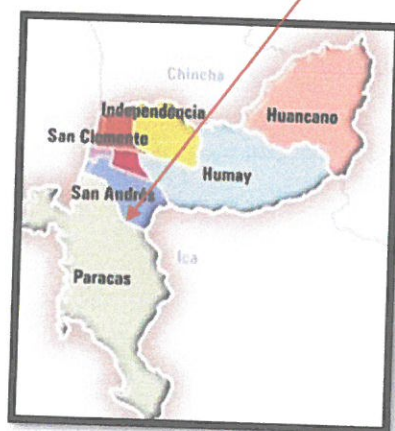 Chincha
Independencia
Huancano
San Clemente
Humay
San Andrés
Ica
Paracas